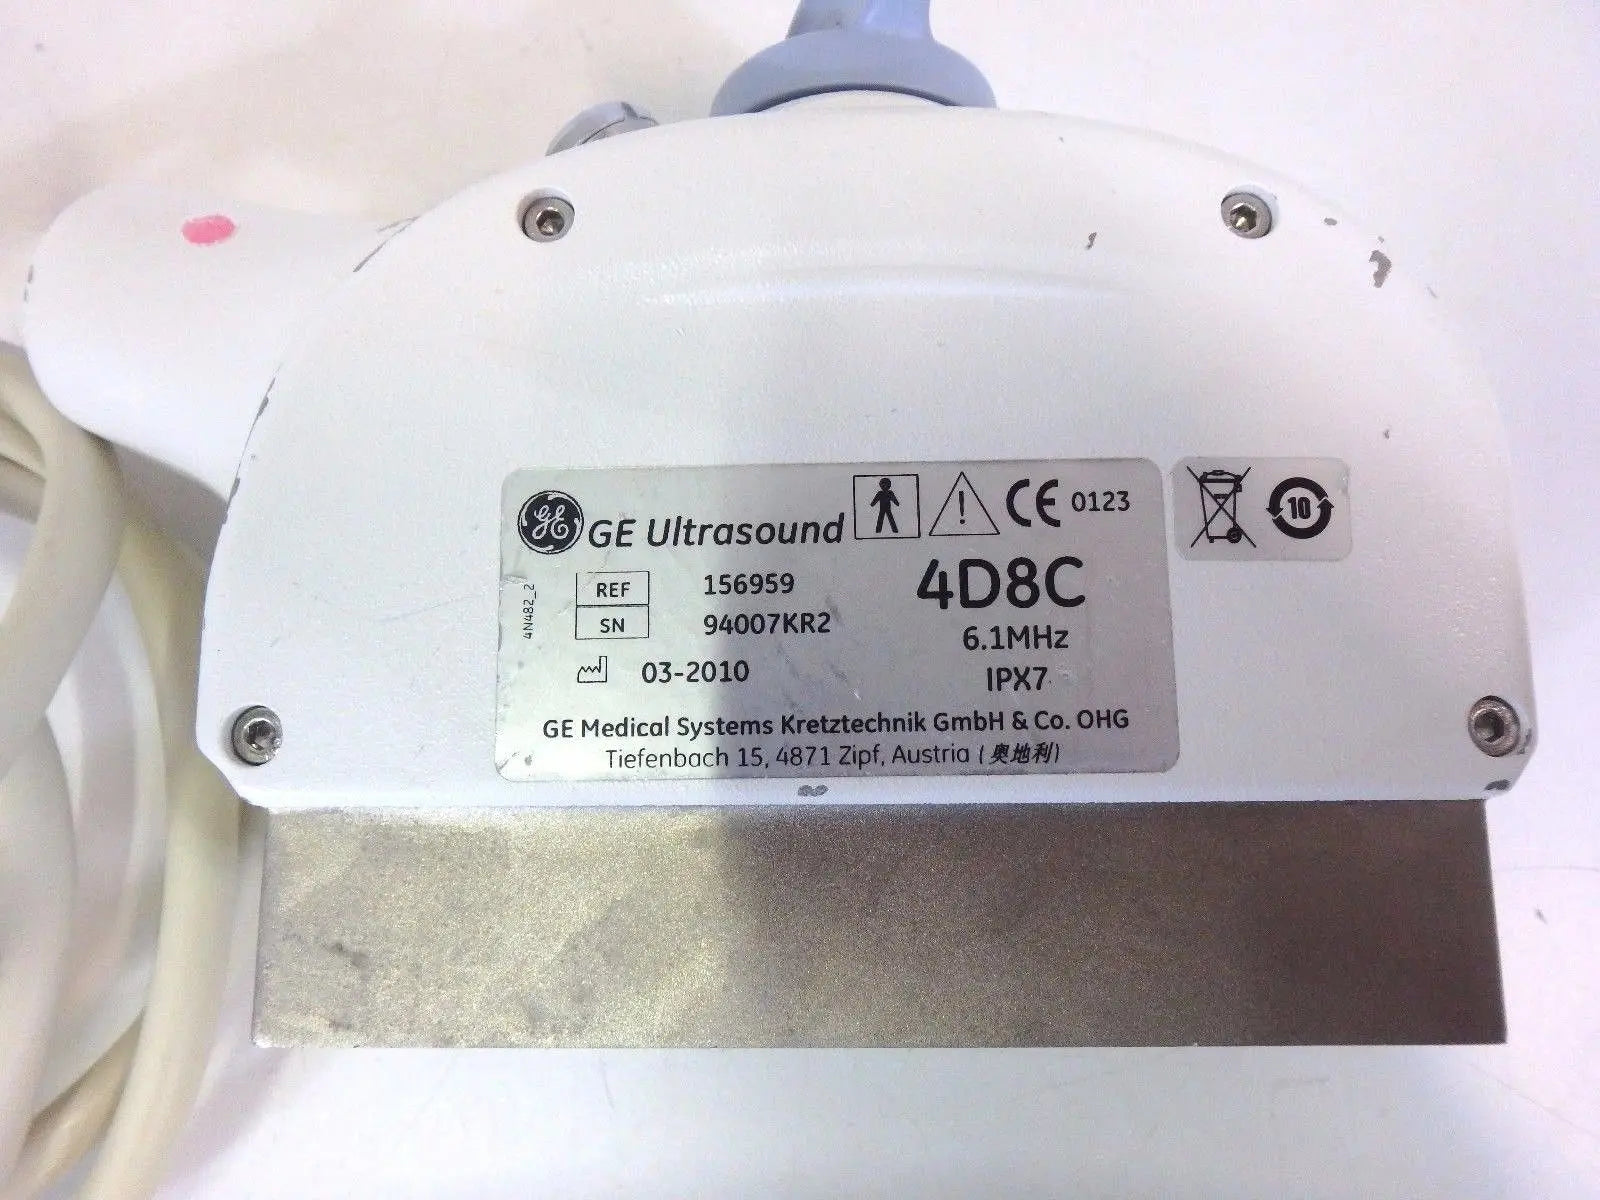 GE GE Ultrasound CE 0123
10
REF 156959 4D8C
SN 94007KR2 6.1MHz
03-2010 IPX7
4N482_2
GE Medical Systems Kretztechnik GmbH & Co. OHG
Tiefenbach 15, 4871 Zipf, Austria (奥地利)